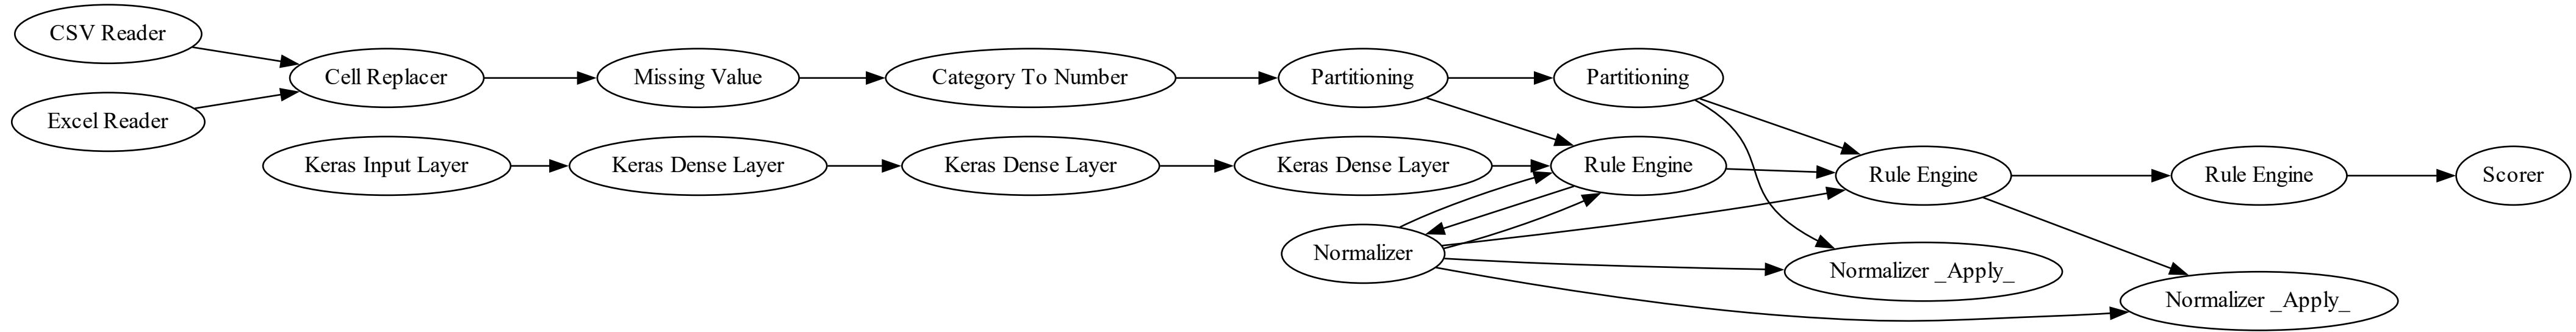 CSV Reader
Excel Reader
Cell Replacer
Missing Value
Category To Number
Partitioning
Partitioning
Keras Input Layer
Keras Dense Layer
Keras Dense Layer
Keras Dense Layer
Rule Engine
Rule Engine
Rule Engine
Scorer
Normalizer
Normalizer _Apply_
Normalizer _Apply_